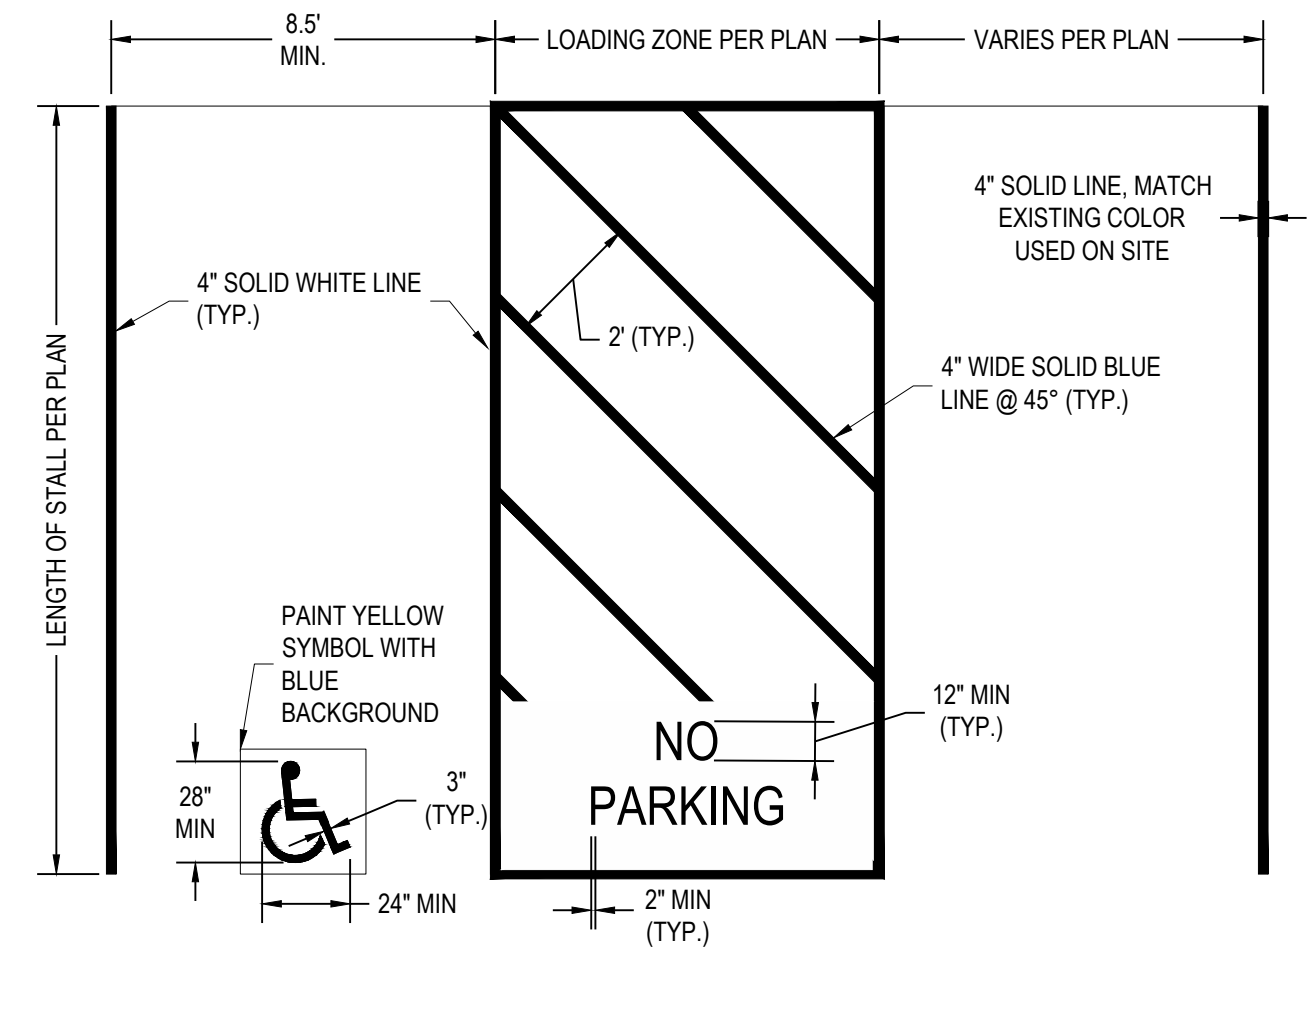 8.5'
MIN.
LOADING ZONE PER PLAN
VARIES PER PLAN
4" SOLID LINE, MATCH
EXISTING COLOR
USED ON SITE
4" SOLID WHITE LINE
(TYP.)
2' (TYP.)
4" WIDE SOLID BLUE
LINE @ 45° (TYP.)
LENGTH OF STALL PER PLAN
PAINT YELLOW
SYMBOL WITH
BLUE
BACKGROUND
12" MIN
(TYP.)
NO
PARKING
28"
MIN
3"
(TYP.)
24" MIN
2" MIN
(TYP.)